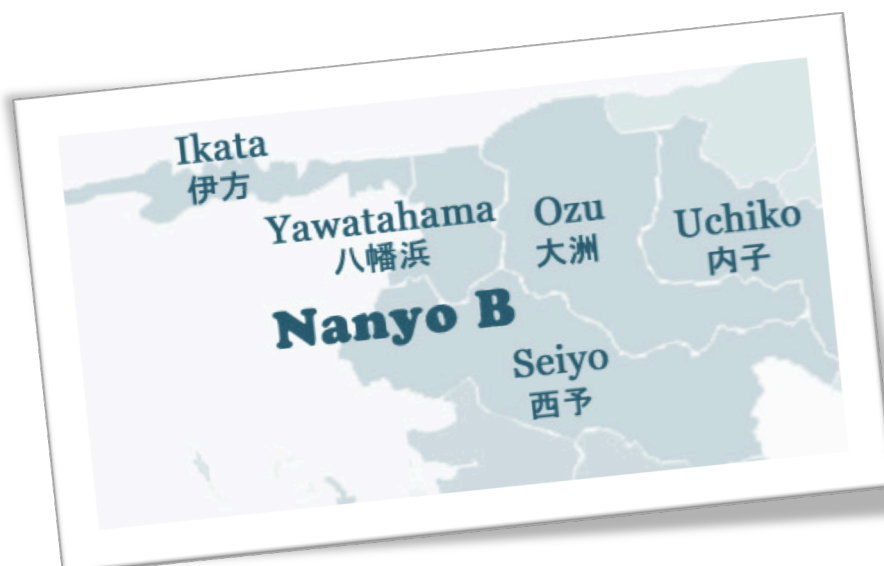 Ikata
伊方
Yawatahama
八幡浜
Ozu
大洲
Uchiko
内子
Nanyo B
Seiyo
西予